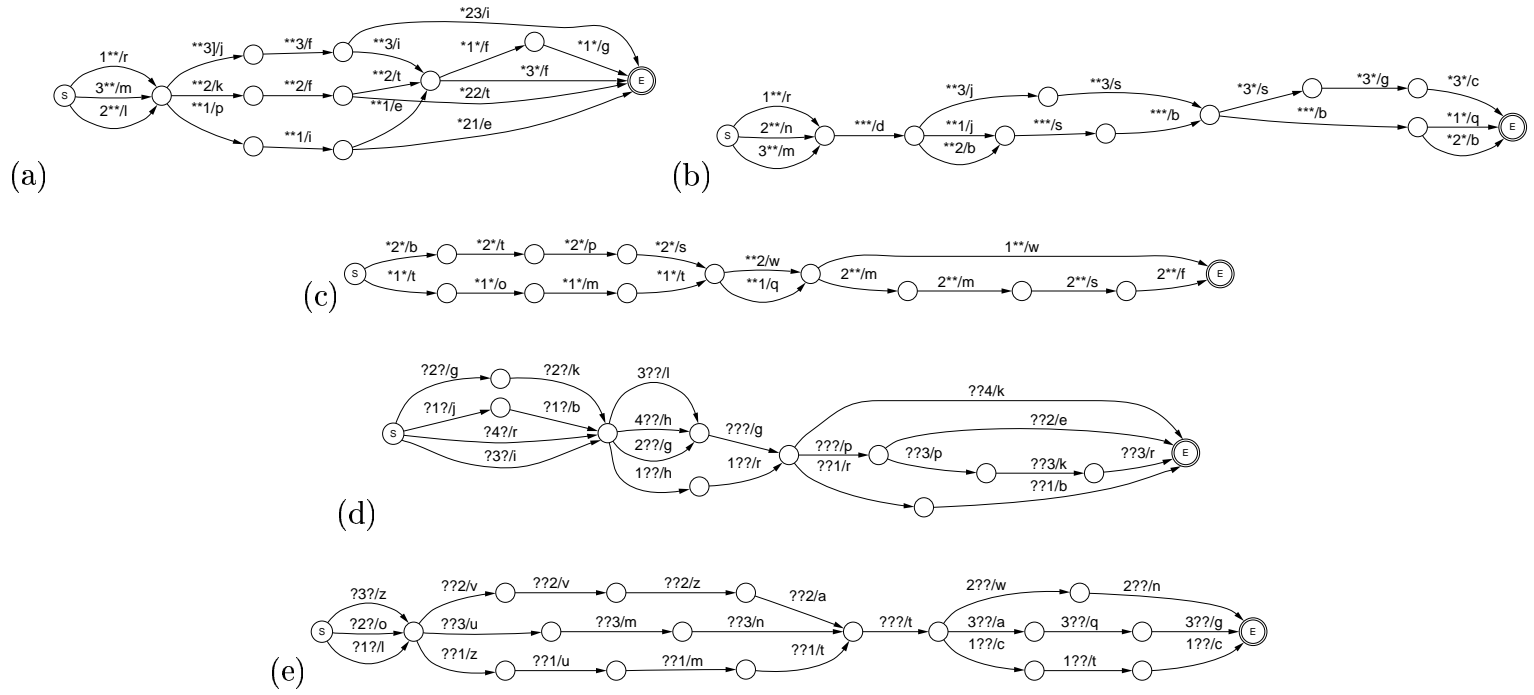 *23/i
**3]/j **3/f **3/i *1*/f *1*/g
1**/r
3**/m
2**/l
S **2/k **2/f **2/t *3*/f E
**1/p **1/e *22/t
**1/i *21/e
(a)
1**/r **3/j **3/s *3*/s *3*/g *3*/c
S 2**/n ***/d **1/j ***/s ***/b ***/b *1*/q E
3**/m **2/b *2*/b
(b)
*2*/b *2*/t *2*/p *2*/s **2/w 1**/w
S E
*1*/t *1*/o *1*/m *1*/t **1/q 2**/m 2**/m 2**/s 2**/f
(c)
?2?/g ?2?/k 3??/l ??4/k
?1?/j ?1?/b 4??/h ???/g ??2/e
S ?4?/r 2??/g ???/p ??3/p ??3/k ??3/r E
?3?/i 1??/h 1??/r ??1/r ??1/b
(d)
?3?/z ??2/v ??2/v ??2/z ??2/a 2??/w 2??/n
S ?2?/o ??3/u ??3/m ??3/n ???/t 3??/a 3??/q 3??/g E
?1?/l ??1/z ??1/u ??1/m ??1/t 1??/c 1??/t 1??/c
(e)